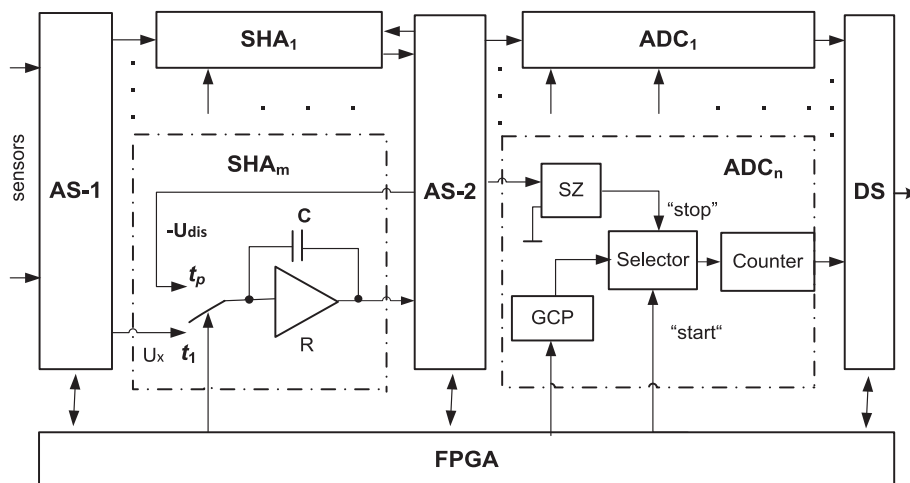 SHA1
ADC1
sensors
AS-1
SHAm
AS-2
ADCn
DS
SZ
"stop"
-Udis
C
tp
Selector
Counter
GCP
R
"start"
Ux
t1
FPGA